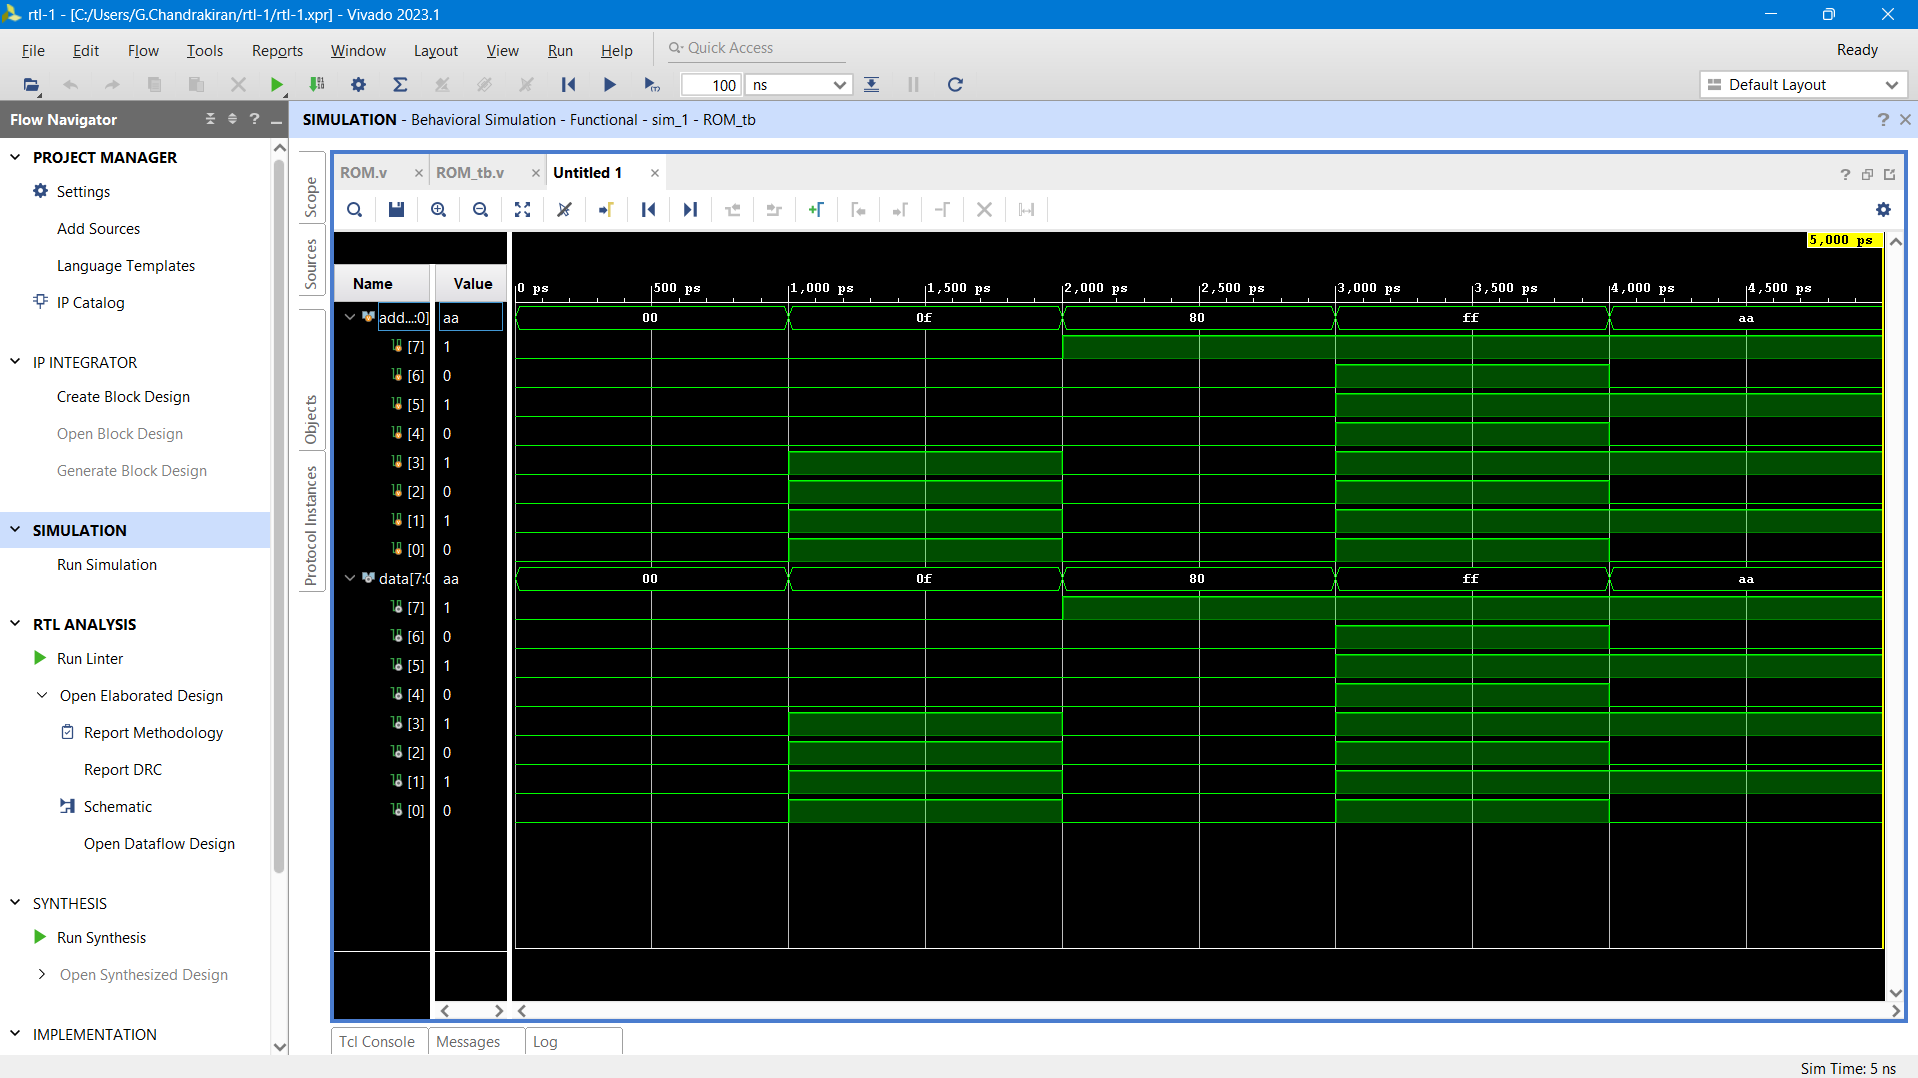 rtl-1 - [C:/Users/G.Chandrakiran/rtl-1/rtl-1.xpr] - Vivado 2023.1
File Edit Flow Tools Reports Window Layout View Run Help Quick Access Ready
100 ns Default Layout
Flow Navigator
SIMULATION - Behavioral Simulation - Functional - sim_1 - ROM_tb
PROJECT MANAGER
Settings
Add Sources
Language Templates
IP Catalog
IP INTEGRATOR
Create Block Design
Open Block Design
Generate Block Design
SIMULATION
Run Simulation
RTL ANALYSIS
Run Linter
Open Elaborated Design
Report Methodology
Report DRC
Schematic
Open Dataflow Design
SYNTHESIS
Run Synthesis
Open Synthesized Design
IMPLEMENTATION
Scope
Sources
Objects
Protocol Instances
ROM.v ROM_tb.v Untitled 1
5,000 ps
Name Value
0 ps 500 ps 1,000 ps 1,500 ps 2,000 ps 2,500 ps 3,000 ps 3,500 ps 4,000 ps 4,500 ps
add...:0] aa 00 0f 80 ff aa
[7] 1
[6] 0
[5] 1
[4] 0
[3] 1
[2] 0
[1] 1
[0] 0
data[7:0 aa 00 0f 80 ff aa
[7] 1
[6] 0
[5] 1
[4] 0
[3] 1
[2] 0
[1] 1
[0] 0
Tcl Console Messages Log
Sim Time: 5 ns